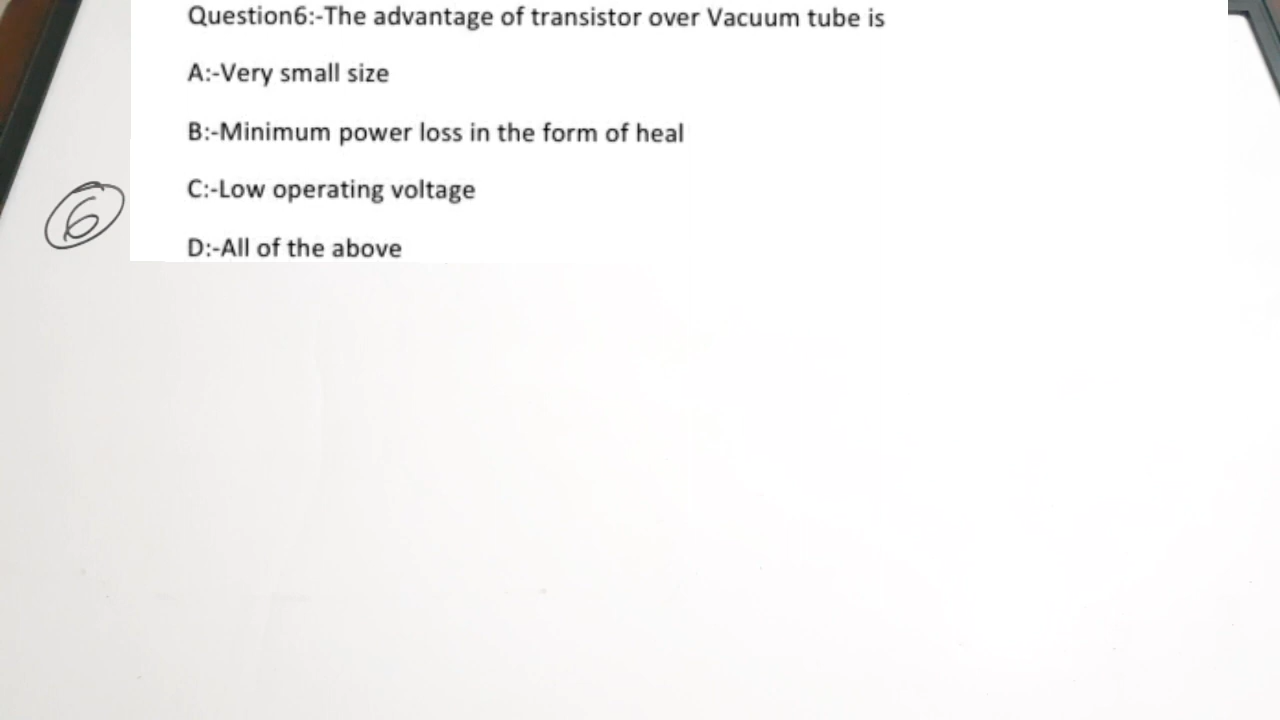 Question6:-The advantage of transistor over Vacuum tube is
A:-Very small size
B:-Minimum power loss in the form of heal
C:-Low operating voltage
6
D:-All of the above